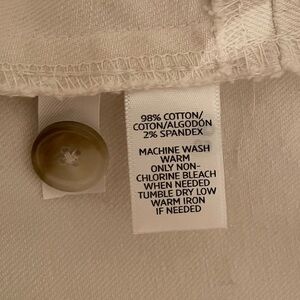 98% COTTON/
COTON/ALGODÓN
2% SPANDEX
MACHINE WASH
WARM
ONLY NON-
CHLORINE BLEACH
WHEN NEEDED
TUMBLE DRY LOW
WARM IRON
IF NEEDED